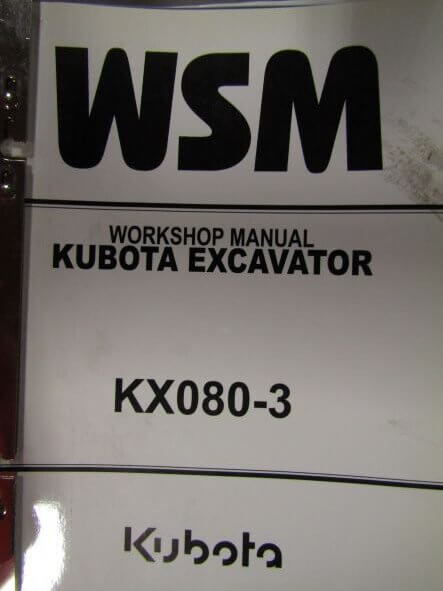 WSM
WORKSHOP MANUAL
KUBOTA EXCAVATOR
KX080-3
Kubota